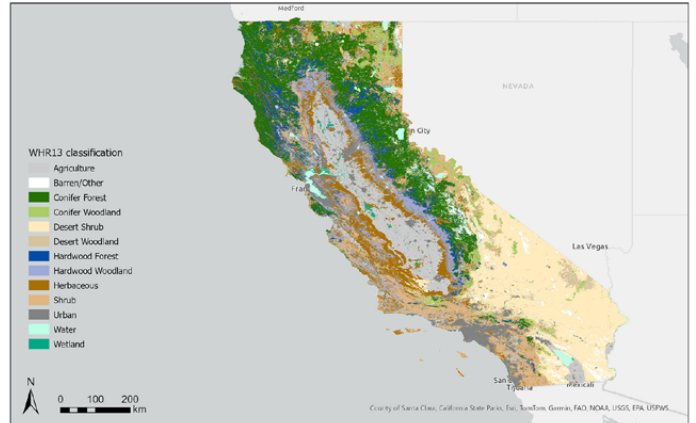 Medford
NEVADA
n City
WHR13 classification
Agriculture
Barren/Other
Conifer Forest
Conifer Woodland
Desert Shrub
Desert Woodland
Hardwood Forest
Hardwood Woodland
Herbaceous
Shrub
Urban
Water
Wetland
Fran
Las Vegas
San
Tijuana
Mexicali
N
0 100 200
km
County of Santa Clara, California State Parks, Esri, TomTom, Garmin, FAO, NOAA, USGS, EPA, USFWS